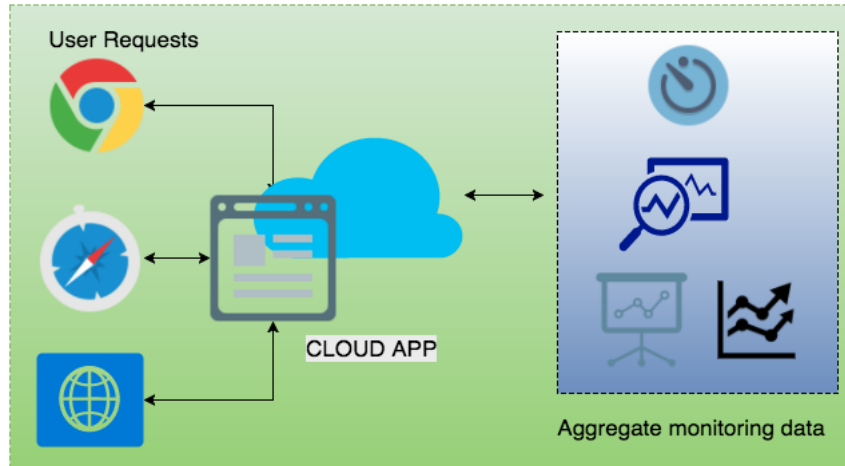 User Requests
CLOUD APP
Aggregate monitoring data